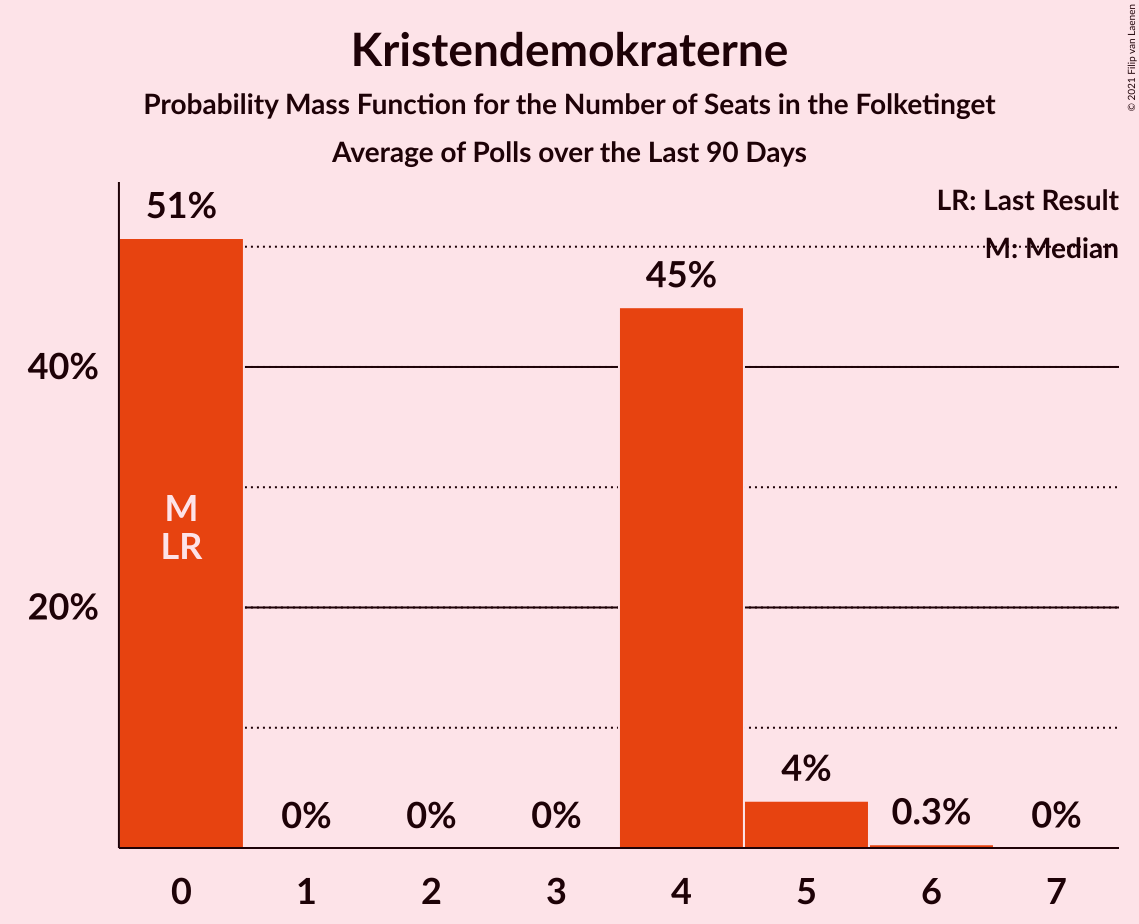 Kristendemokraterne
Probability Mass Function for the Number of Seats in the Folketinget
Average of Polls over the Last 90 Days
© 2021 Filip van Laenen
LR: Last Result
M: Median
51%
45%
40%
M
LR
20%
4%
0% 0% 0% 0.3% 0%
0 1 2 3 4 5 6 7